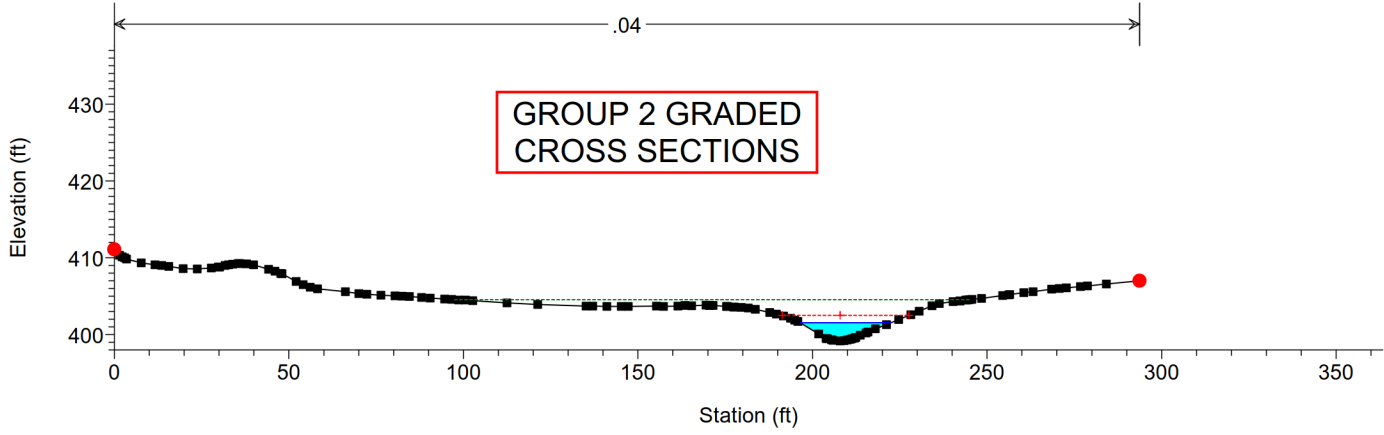 .04
GROUP 2 GRADED
CROSS SECTIONS
Elevation (ft)
430
420
410
400
0 50 100 150 200 250 300 350
Station (ft)